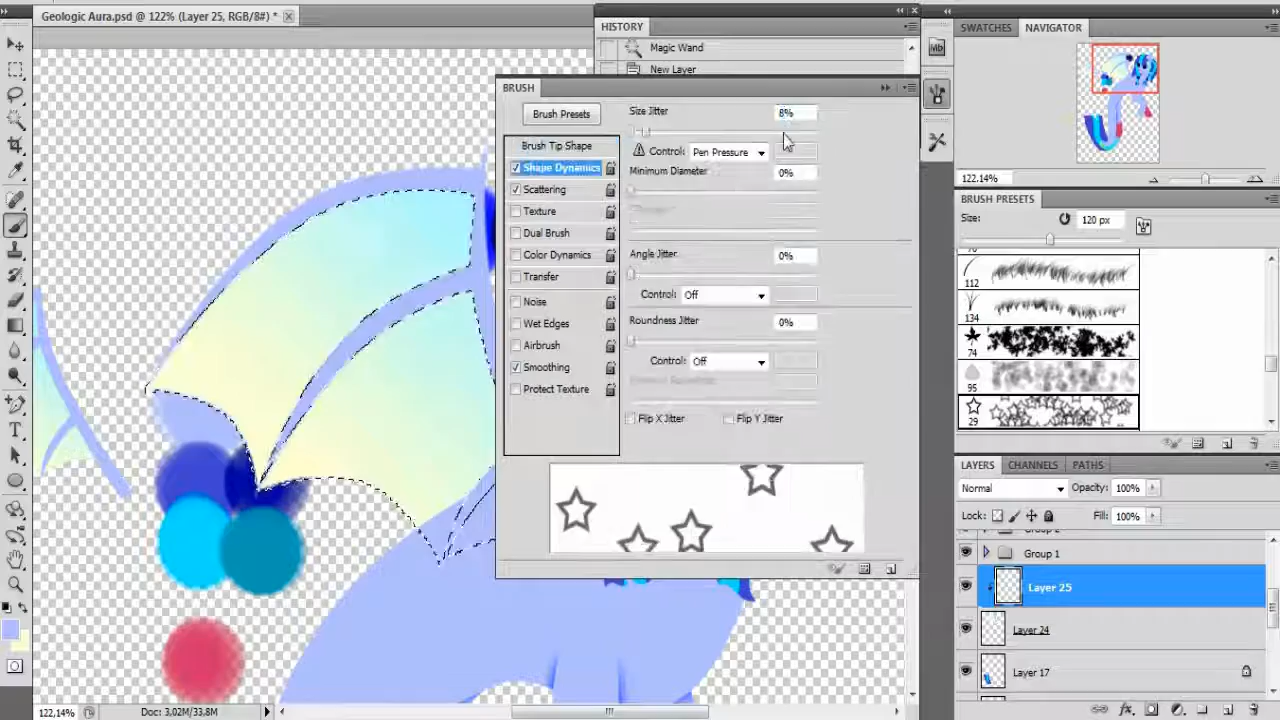 Geologic Aura.psd @ 122% (Layer 25, RGB/8#) *
HISTORY
Magic Wand
New Layer
SWATCHES
NAVIGATOR
122.14%
BRUSH
Brush Presets
Brush Tip Shape
Shape Dynamics
Scattering
Texture
Dual Brush
Color Dynamics
Transfer
Noise
Wet Edges
Airbrush
Smoothing
Protect Texture
Size Jitter
8%
Control:
Pen Pressure
Minimum Diameter
0%
Angle Jitter
0%
Control:
Off
Roundness Jitter
0%
Control:
Off
Flip X Jitter
Flip Y Jitter
BRUSH PRESETS
Size:
120 px
112
134
74
95
29
LAYERS
CHANNELS
PATHS
Normal
Opacity:
100%
Lock:
Fill:
100%
Group 1
Layer 25
Layer 24
Layer 17
122,14%
Doc: 3,02M/33,8M